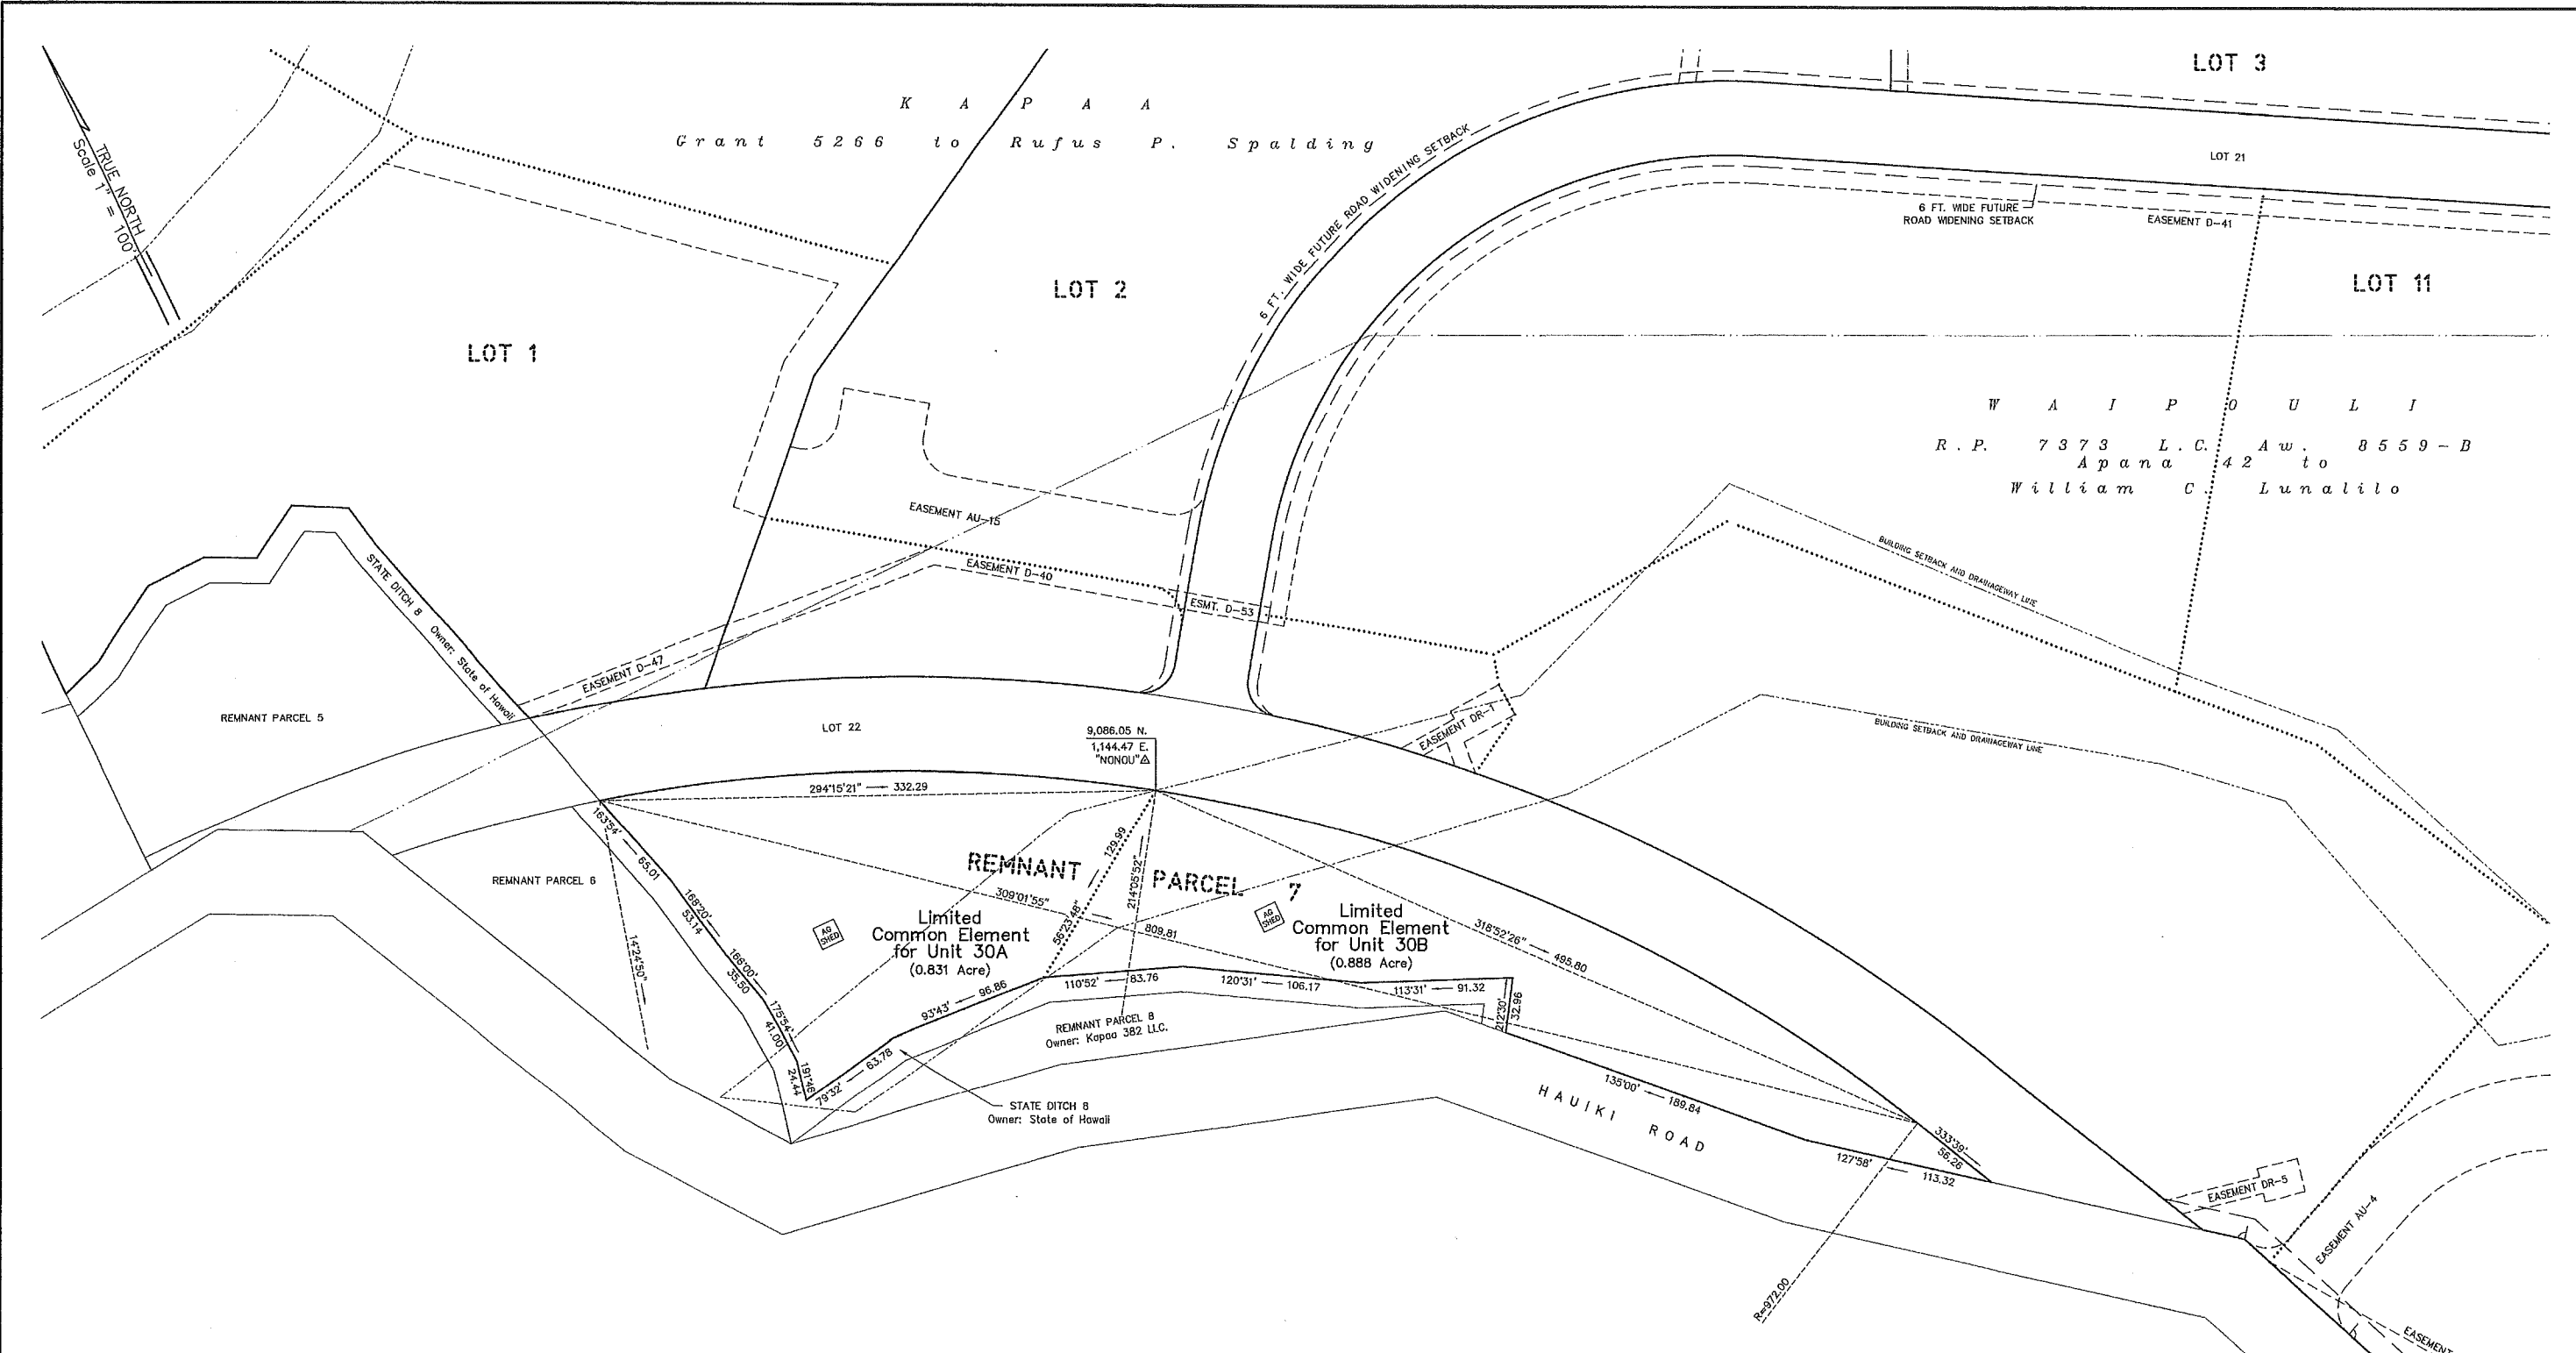 LOT 3
K A P A A
Grant 5266 to Rufus P. Spalding
TRUE NORTH
Scale 1" = 100'
6 FT. WIDE FUTURE ROAD WIDENING SETBACK
LOT 21
6 FT. WIDE FUTURE
ROAD WIDENING SETBACK
EASEMENT D-41
LOT 2
LOT 11
LOT 1
W A I P O U L I
R.P. 7373 L.C. Aw. 8559-B
Apana 42 to
William C. Lunalilo
EASEMENT AU-15
EASEMENT D-40
ESMT. D-53
BUILDING SETBACK AND DRAINAGEWAY LINE
STATE DITCH 8 Owner: State of Hawaii
EASEMENT D-47
REMNANT PARCEL 5
LOT 22
9,086.05 N.
1,144.47 E.
"NONOU"
EASEMENT DR-1
BUILDING SETBACK AND DRAINAGEWAY LINE
294°15'21" 332.29
163°54' 65.01
129.99
56°23'48"
214°05'52"
REMNANT PARCEL 7
REMNANT PARCEL 6
309°01'55" 809.81
168°20'
53.14
AG
SHED
Limited
Common Element
for Unit 30A
(0.831 Acre)
AG
SHED
Limited
Common Element
for Unit 30B
(0.888 Acre)
318°52'26" 495.80
14°24'50"
166°00'
35.50
175°54'
41.00
191°46'
24.44
79°32' 63.78
93°43' 96.86
110°52' 83.76
120°31' 106.17
113°31' 91.32
212°30'
32.96
REMNANT PARCEL 8
Owner: Kapaa 382 LLC.
STATE DITCH 8
Owner: State of Hawaii
HAUIKI ROAD
135°00' 189.84
127°58' 113.32
333°39'
56.26
R=972.00
EASEMENT DR-5
EASEMENT AU-4
EASEMENT